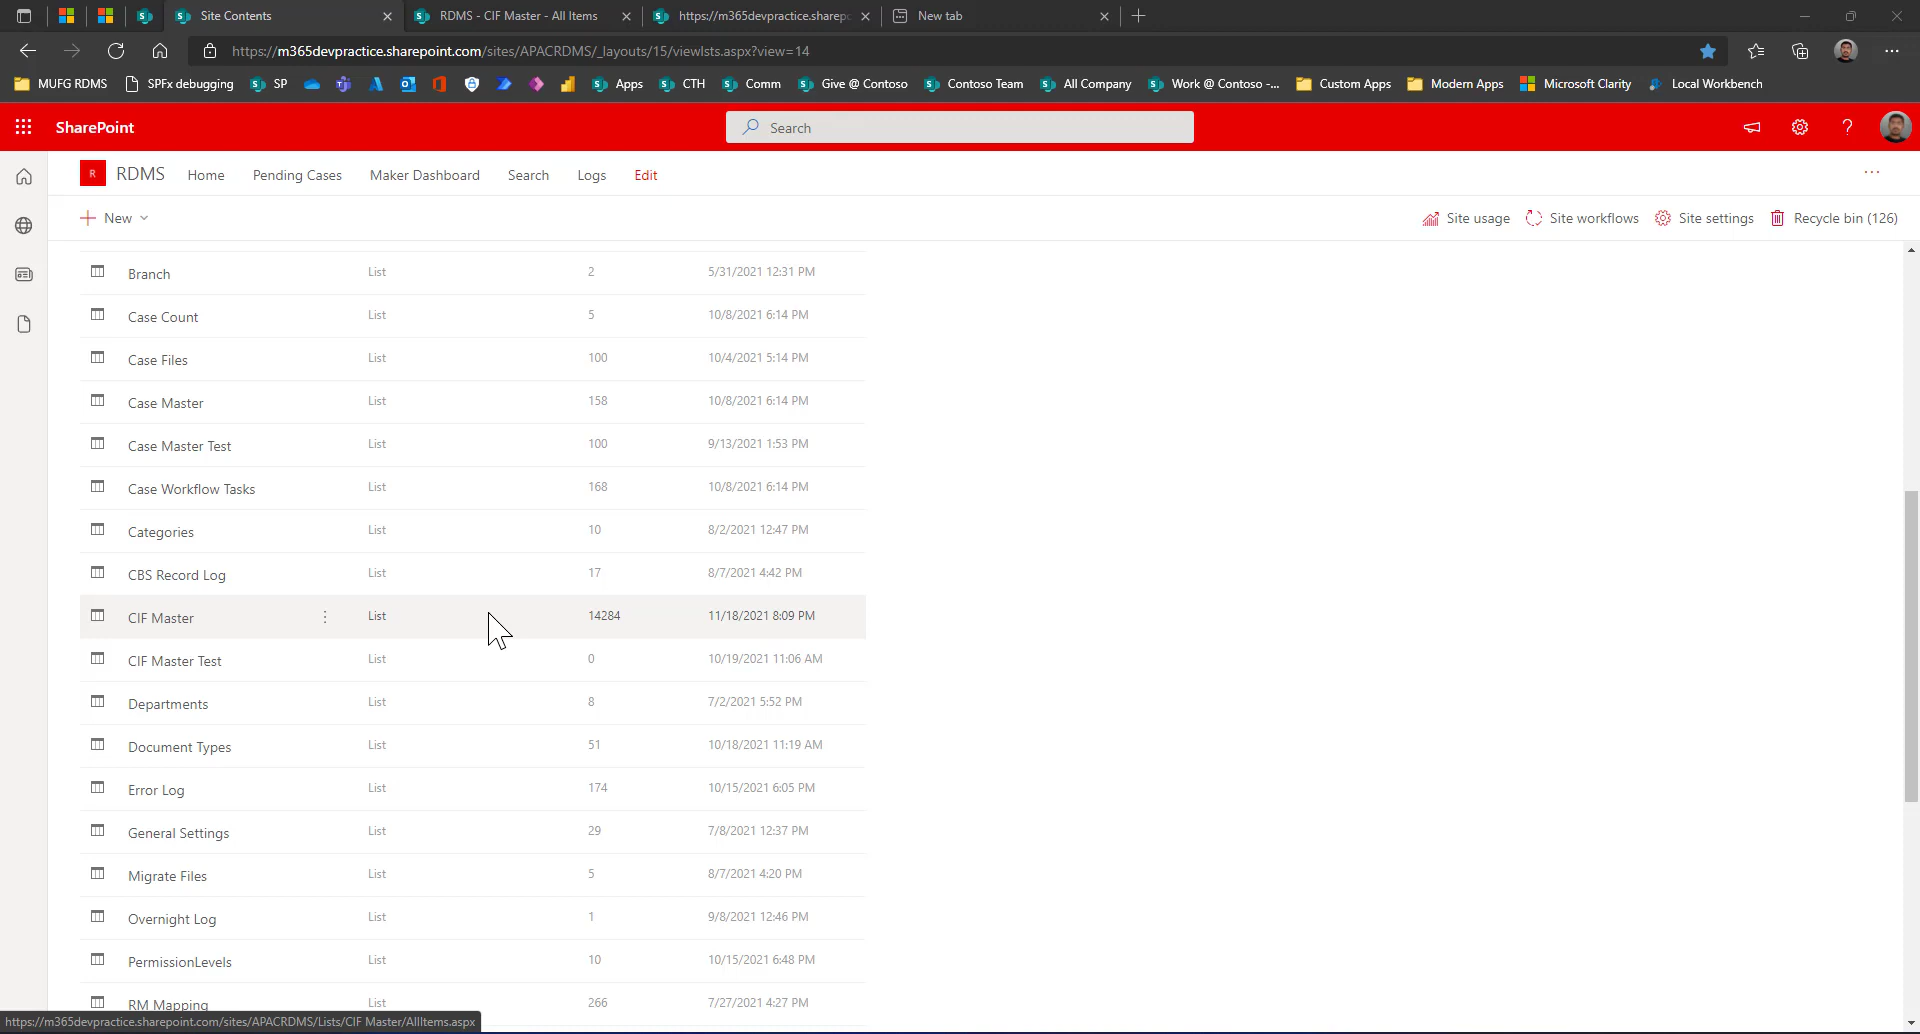 Site Contents
RDMS - CIF Master - All Items
https://m365devpractice.sharepc
New tab
https://m365devpractice.sharepoint.com/sites/APACRDMS/_layouts/15/viewlsts.aspx?view=14
MUFG RDMS
SPFx debugging
SP
Apps
CTH
Comm
Give @ Contoso
Contoso Team
All Company
Work @ Contoso -...
Custom Apps
Modern Apps
Microsoft Clarity
Local Workbench
SharePoint
Search
R
RDMS
Home
Pending Cases
Maker Dashboard
Search
Logs
Edit
New
Site usage
Site workflows
Site settings
Recycle bin (126)
Branch List 2 5/31/2021 12:31 PM
Case Count List 5 10/8/2021 6:14 PM
Case Files List 100 10/4/2021 5:14 PM
Case Master List 158 10/8/2021 6:14 PM
Case Master Test List 100 9/13/2021 1:53 PM
Case Workflow Tasks List 168 10/8/2021 6:14 PM
Categories List 10 8/2/2021 12:47 PM
CBS Record Log List 17 8/7/2021 4:42 PM
CIF Master List 14284 11/18/2021 8:09 PM
CIF Master Test List 0 10/19/2021 11:06 AM
Departments List 8 7/2/2021 5:52 PM
Document Types List 51 10/18/2021 11:19 AM
Error Log List 174 10/15/2021 6:05 PM
General Settings List 29 7/8/2021 12:37 PM
Migrate Files List 5 8/7/2021 4:20 PM
Overnight Log List 1 9/8/2021 12:46 PM
PermissionLevels List 10 10/15/2021 6:48 PM
RM Mapping List 266 7/27/2021 4:27 PM
https://m365devpractice.sharepoint.com/sites/APACRDMS/Lists/CIF Master/AllItems.aspx